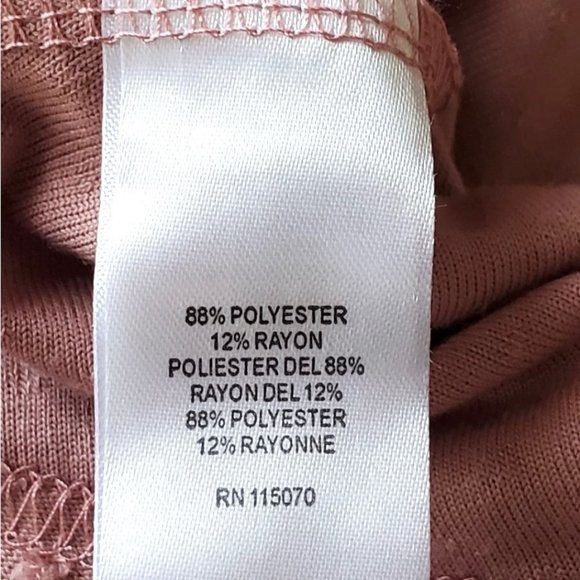 88% POLYESTER
12% RAYON
POLIESTER DEL 88%
RAYON DEL 12%
88% POLYESTER
12% RAYONNE
RN 115070